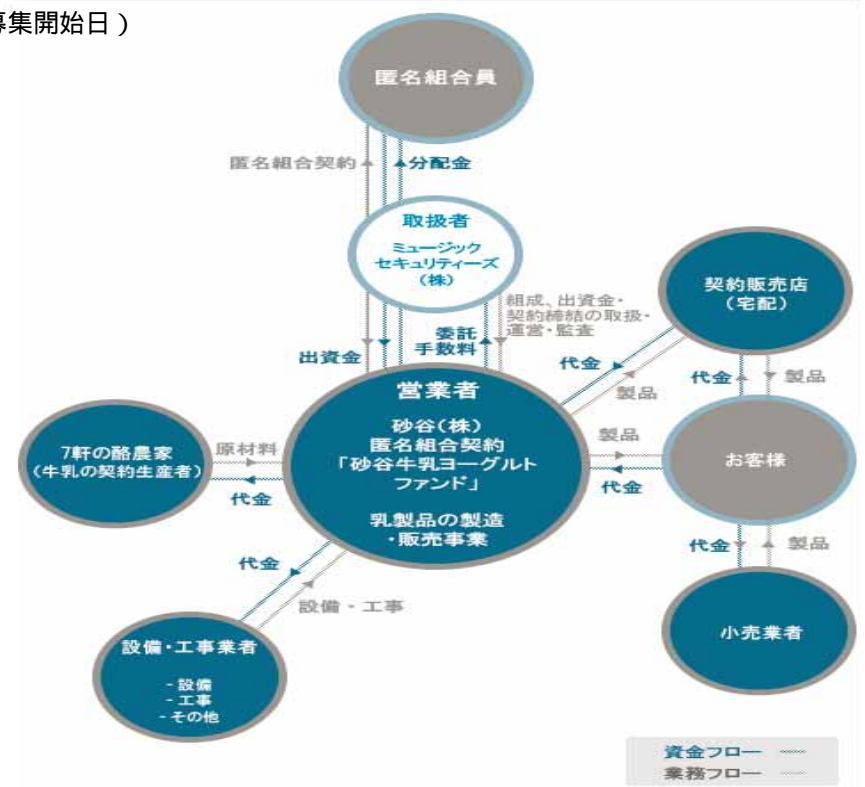 募集開始日）
匿名組合員
匿名組合契約
分配金
取扱者
ミュージック
セキュリティーズ
（株）
組成、出資金・
契約締結の取扱・
運営・監査
委託
手数料
出資金
契約販売店
（宅配）
代金
製品
代金
製品
営業者
砂谷（株）
匿名組合契約
「砂谷牛乳ヨーグルト
ファンド」
乳製品の製造
・販売事業
7軒の酪農家
（牛乳の契約生産者）
原材料
代金
製品
代金
お客様
代金
製品
小売業者
代金
設備・工事
設備・工事業者
- 設備
- 工事
- その他
資金フロー
業務フロー